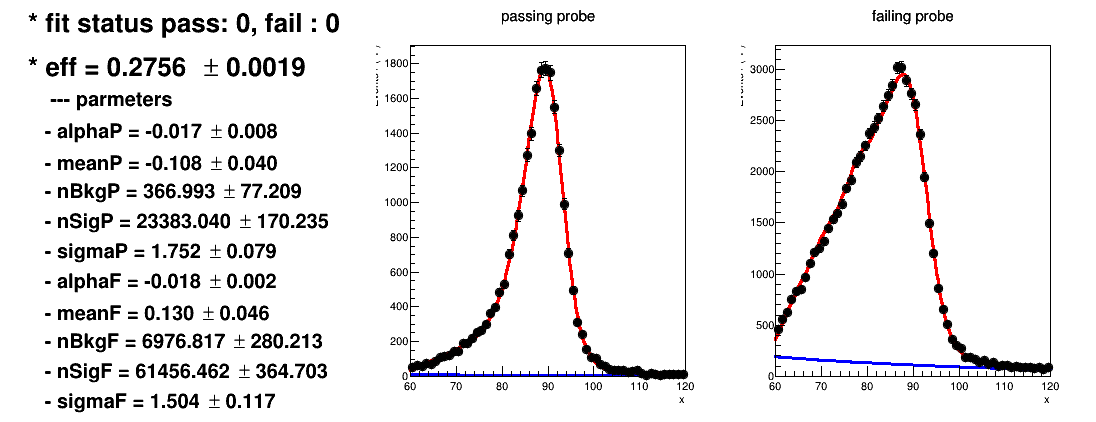 * fit status pass: 0, fail : 0
* eff = 0.2756 ± 0.0019
--- parmeters
- alphaP = -0.017 ± 0.008
- meanP = -0.108 ± 0.040
- nBkgP = 366.993 ± 77.209
- nSigP = 23383.040 ± 170.235
- sigmaP = 1.752 ± 0.079
- alphaF = -0.018 ± 0.002
- meanF = 0.130 ± 0.046
- nBkgF = 6976.817 ± 280.213
- nSigF = 61456.462 ± 364.703
- sigmaF = 1.504 ± 0.117
passing probe
1800
1600
1400
1200
1000
800
600
400
200
0
60 70 80 90 100 110 120
x
failing probe
3000
2500
2000
1500
1000
500
0
60 70 80 90 100 110 120
x